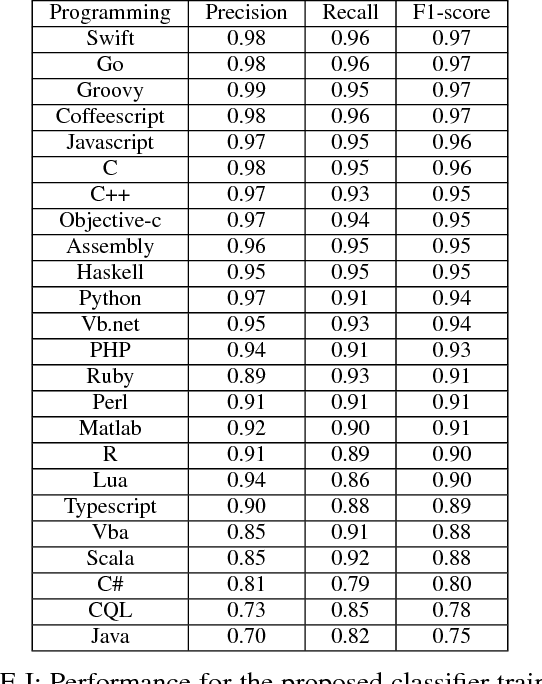 Programming Precision Recall F1-score
Swift 0.98 0.96 0.97
Go 0.98 0.96 0.97
Groovy 0.99 0.95 0.97
Coffeescript 0.98 0.96 0.97
Javascript 0.97 0.95 0.96
C 0.98 0.95 0.96
C++ 0.97 0.93 0.95
Objective-c 0.97 0.94 0.95
Assembly 0.96 0.95 0.95
Haskell 0.95 0.95 0.95
Python 0.97 0.91 0.94
Vb.net 0.95 0.93 0.94
PHP 0.94 0.91 0.93
Ruby 0.89 0.93 0.91
Perl 0.91 0.91 0.91
Matlab 0.92 0.90 0.91
R 0.91 0.89 0.90
Lua 0.94 0.86 0.90
Typescript 0.90 0.88 0.89
Vba 0.85 0.91 0.88
Scala 0.85 0.92 0.88
C# 0.81 0.79 0.80
CQL 0.73 0.85 0.78
Java 0.70 0.82 0.75
E I: Performance for the proposed classifier train